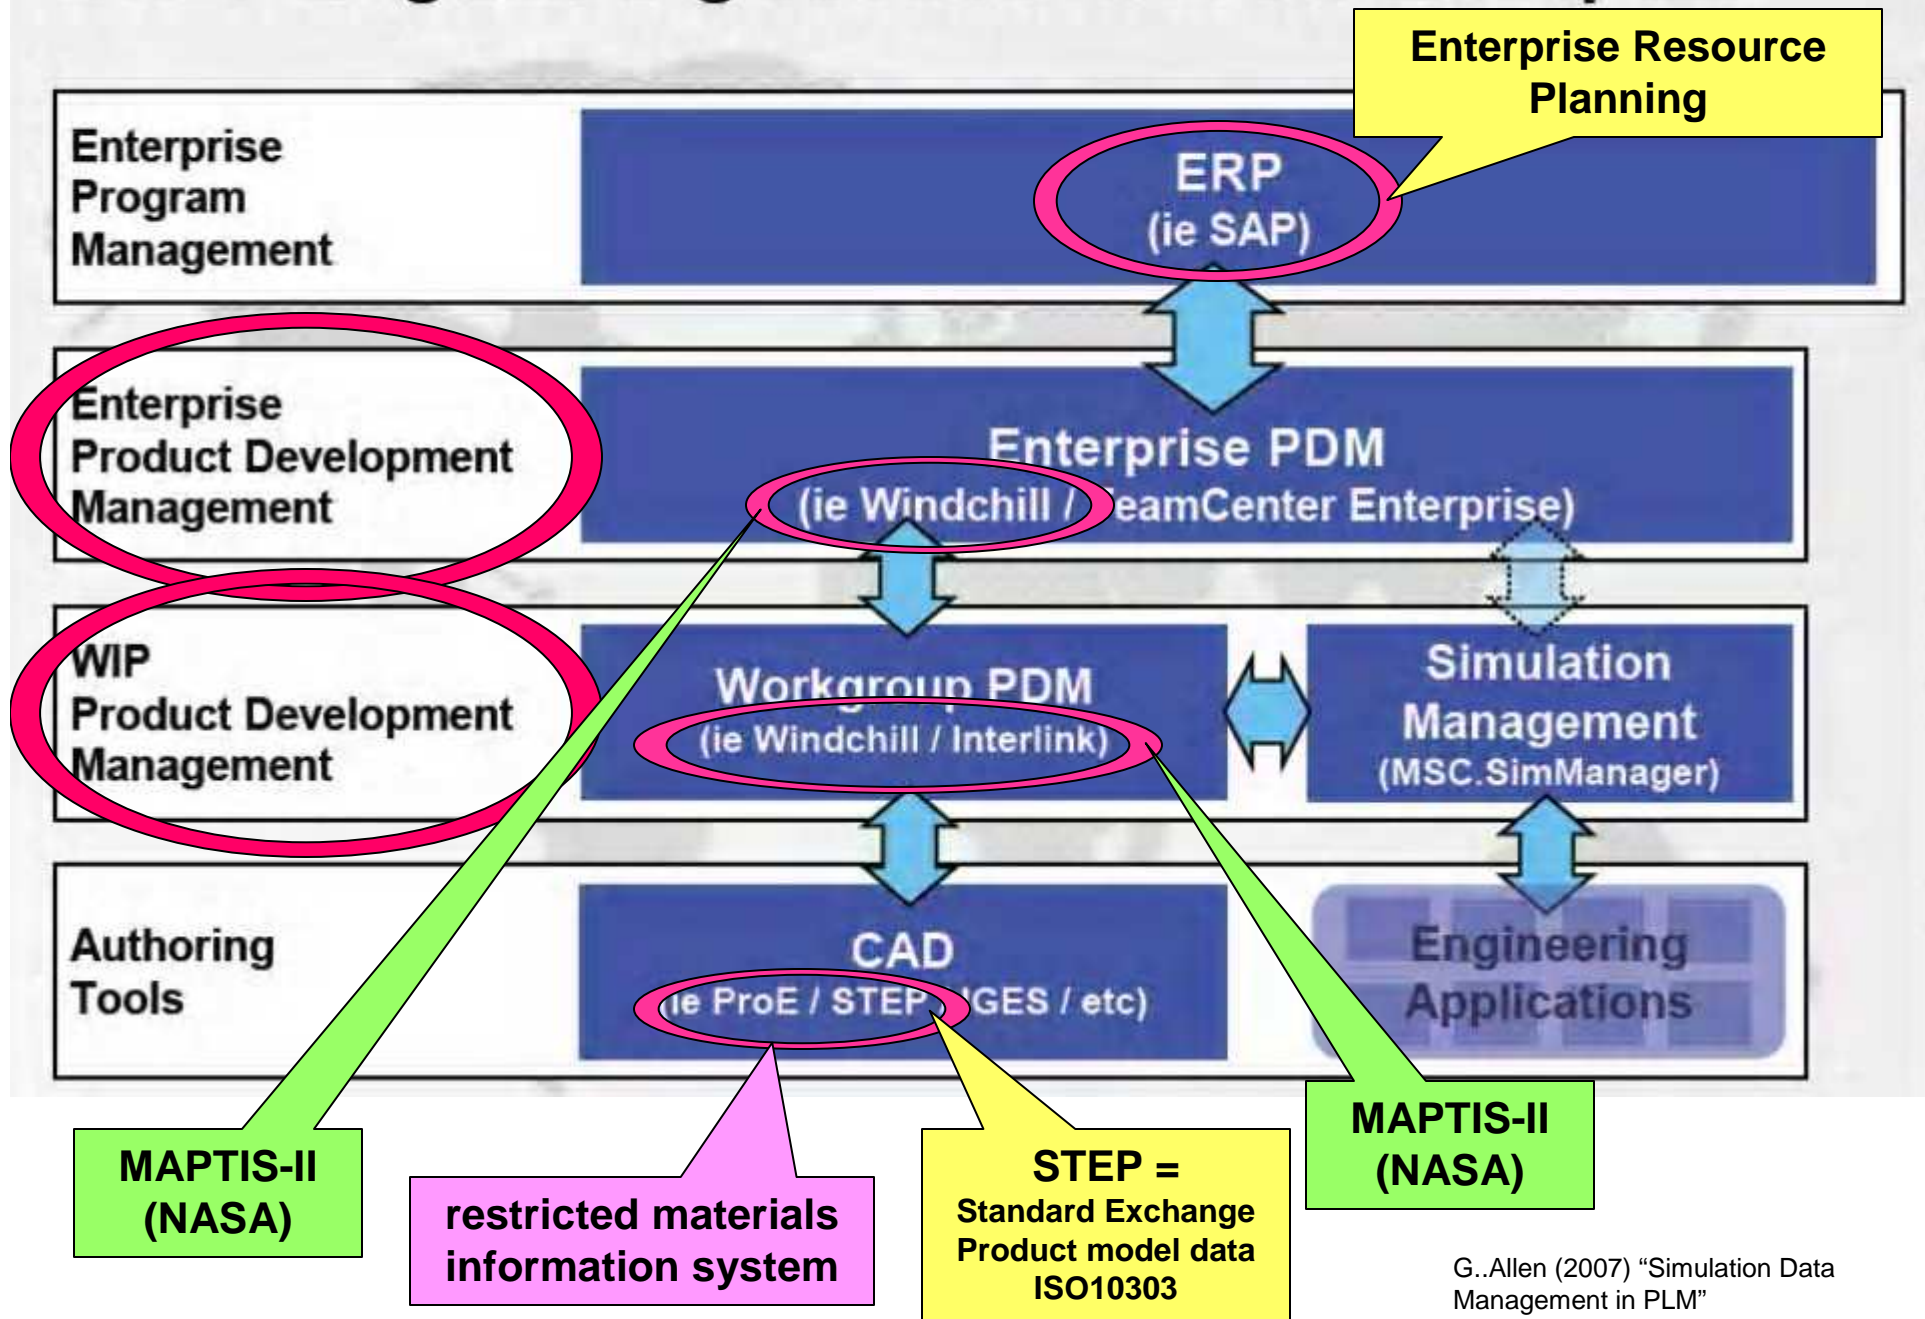 Enterprise Resource
Planning
Enterprise
Program
Management
ERP
(ie SAP)
Enterprise
Product Development
Management
Enterprise PDM
(ie Windchill / TeamCenter Enterprise)
WIP
Product Development
Management
Workgroup PDM
(ie Windchill / Interlink)
Simulation
Management
(MSC.SimManager)
Authoring
Tools
CAD
(ie ProE / STEP / IGES / etc)
Engineering
Applications
MAPTIS-II
(NASA)
restricted materials
information system
STEP =
Standard Exchange
Product model data
ISO10303
MAPTIS-II
(NASA)
G..Allen (2007) “Simulation Data
Management in PLM”